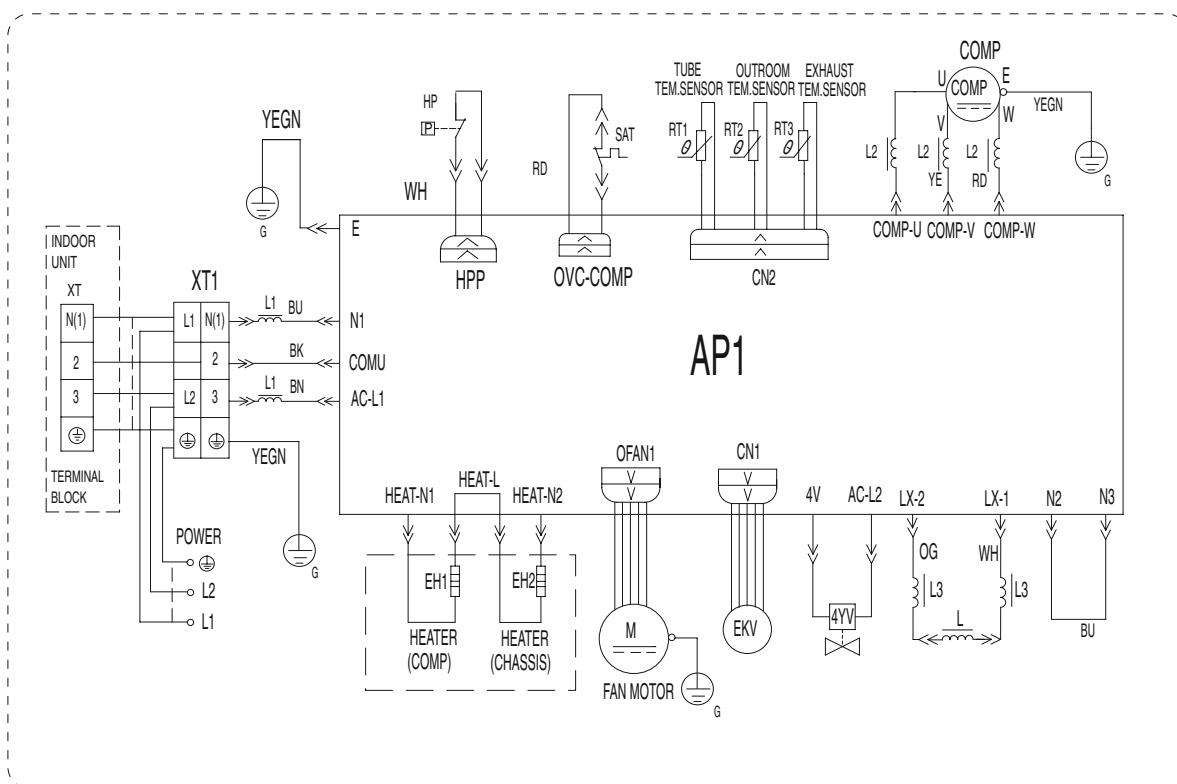 COMP
TUBE
TEM.SENSOR
OUTROOM
TEM.SENSOR
EXHAUST
TEM.SENSOR
U
E
COMP
YEGN
V
W
HP
P
YEGN
RT1
θ
RT2
θ
RT3
θ
SAT
RD
WH
L2
L2
L2
YE
RD
G
G
E
COMP-U
COMP-V
COMP-W
HPP
OVC-COMP
CN2
INDOOR
UNIT
XT
N(1)
2
3
TERMINAL
BLOCK
XT1
L1
N(1)
2
L2
3
L1
BU
N1
BK
COMU
L1
BN
AC-L1
AP1
YEGN
G
POWER
L2
L1
HEAT-N1
HEAT-L
HEAT-N2
OFAN1
CN1
4V
AC-L2
LX-2
LX-1
N2
N3
EH1
EH2
HEATER
(COMP)
HEATER
(CHASSIS)
M
FAN MOTOR
G
EKV
4YV
OG
WH
L3
L
L3
BU